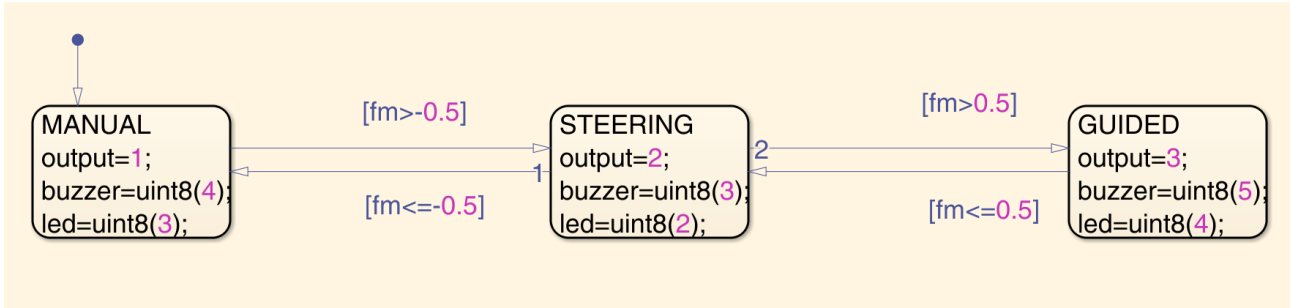 MANUAL
output=1;
buzzer=uint8(4);
led=uint8(3);
[fm>-0.5]
1
[fm<=-0.5]
STEERING
output=2;
buzzer=uint8(3);
led=uint8(2);
[fm>0.5]
2
[fm<=0.5]
GUIDED
output=3;
buzzer=uint8(5);
led=uint8(4);